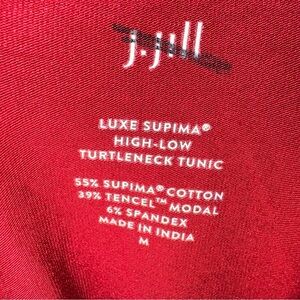 j.jill
LUXE SUPIMA®
HIGH-LOW
TURTLENECK TUNIC
55% SUPIMA® COTTON
39% TENCEL™ MODAL
6% SPANDEX
MADE IN INDIA
M